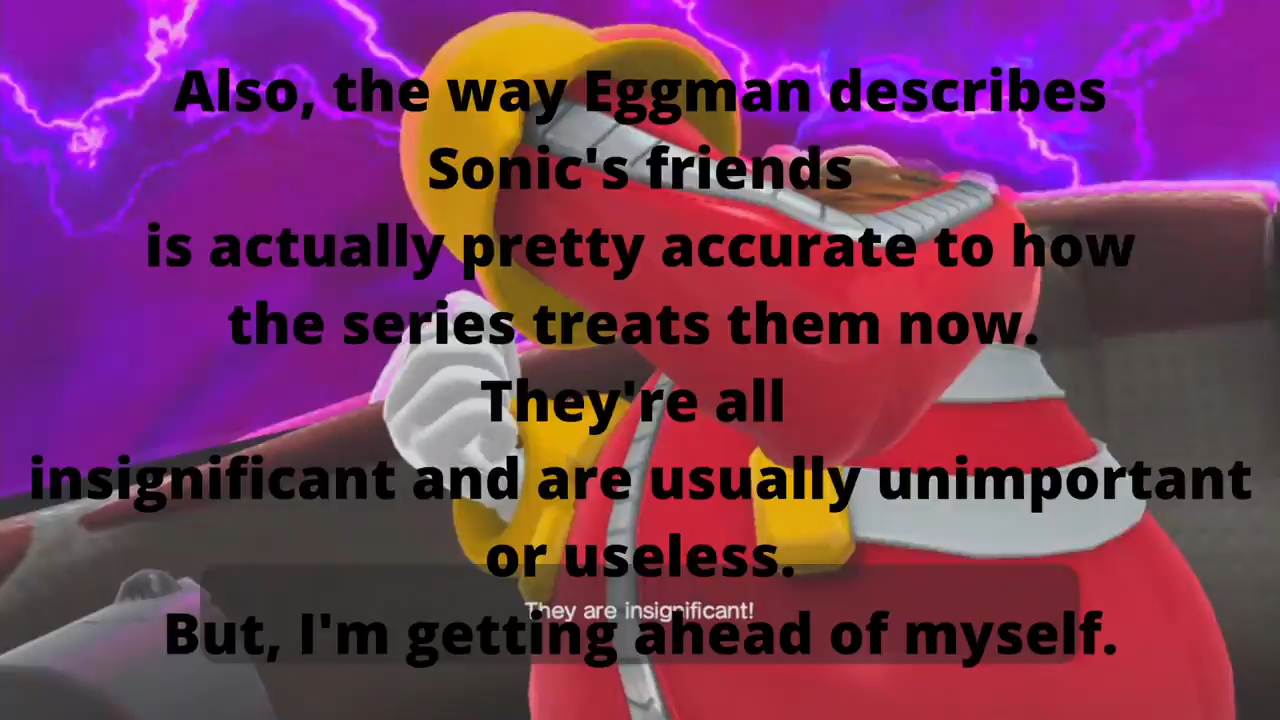 Also, the way Eggman describes
Sonic's friends
is actually pretty accurate to how
the series treats them now.
They're all
insignificant and are usually unimportant
or useless.
They are insignificant!
But, I'm getting ahead of myself.